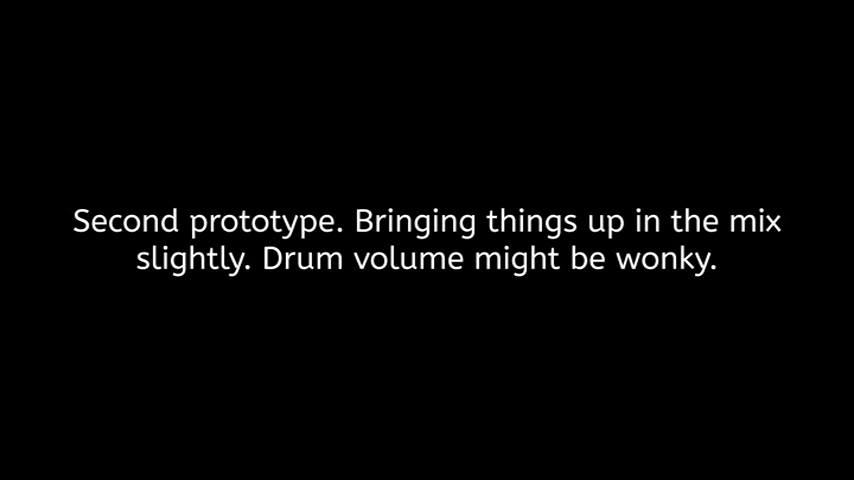 Second prototype. Bringing things up in the mix
slightly. Drum volume might be wonky.